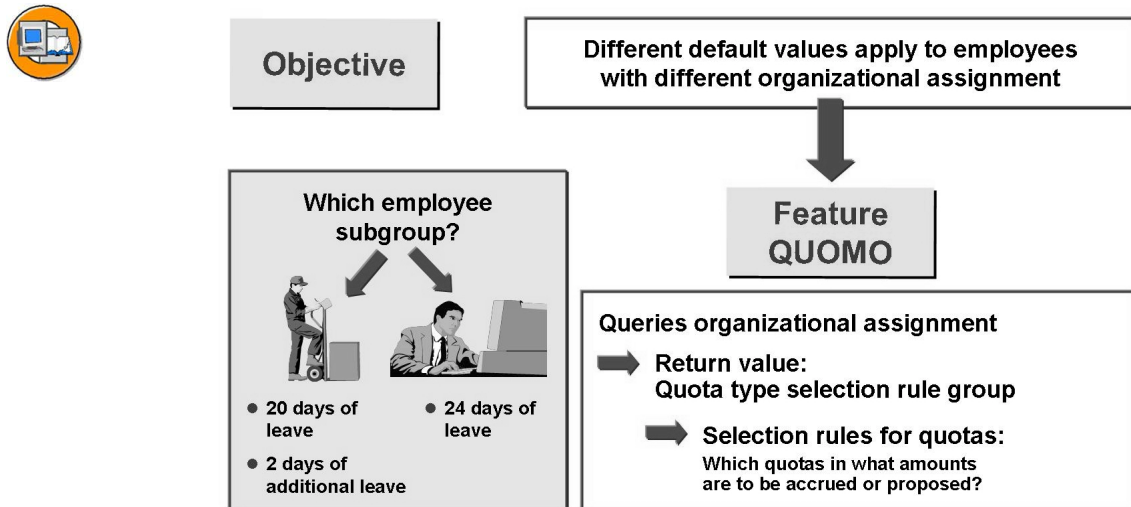 Objective
Different default values apply to employees
with different organizational assignment
Which employee
subgroup?
20 days of
leave
2 days of
additional leave
24 days of
leave
Feature
QUOMO
Queries organizational assignment
Return value:
Quota type selection rule group
Selection rules for quotas:
Which quotas in what amounts
are to be accrued or proposed?